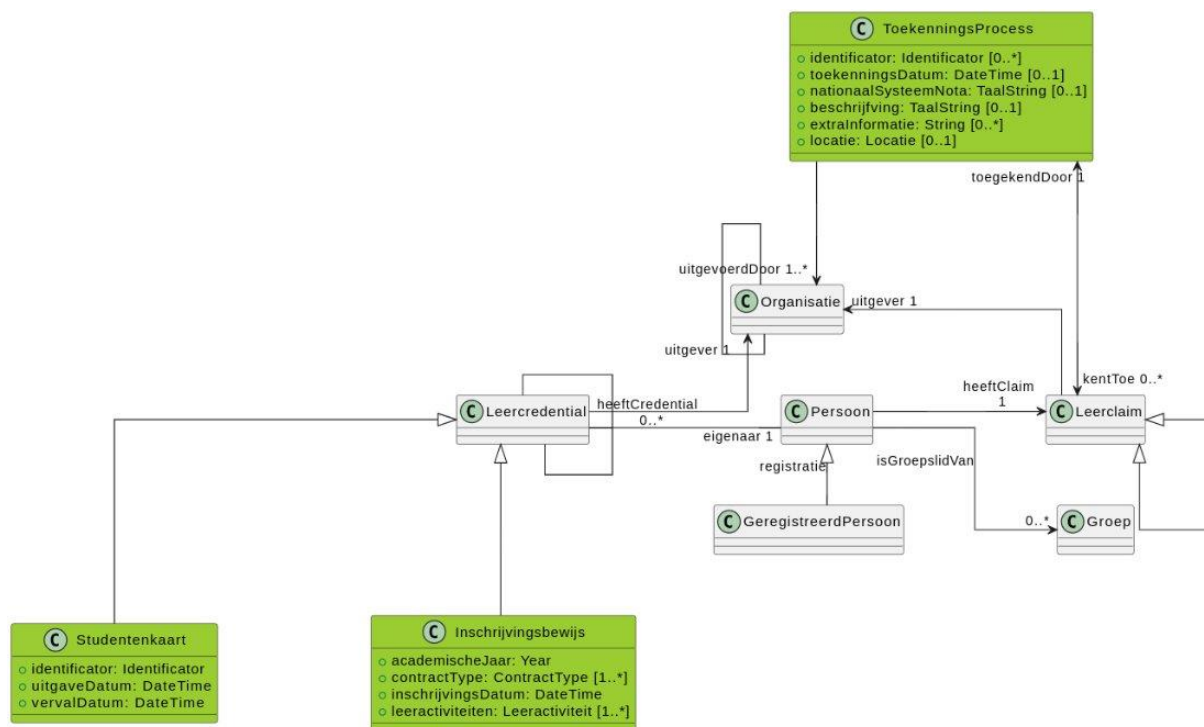 C ToekenningsProcess
identificator: Identificator [0..*]
toekenningsDatum: DateTime [0..1]
nationaalSysteemNota: TaalString [0..1]
beschrijfving: TaalString [0..1]
extraInformatie: String [0..*]
locatie: Locatie [0..1]
toegekendDoor 1
uitgevoerdDoor 1..*
C Organisatie
uitgever 1
uitgever 1
kentToe 0..*
heeftClaim
1
C Leercredential
heeftCredential
0..*
eigenaar 1
C Persoon
C Leerclaim
registratie
isGroepslidVan
C GeregistreerdPersoon
0..*
C Groep
C Studentenkaart
identificator: Identificator
uitgaveDatum: DateTime
vervalDatum: DateTime
C Inschrijvingsbewijs
academischeJaar: Year
contractType: ContractType [1..*]
inschrijvingsDatum: DateTime
leeractiviteiten: Leeractiviteit [1..*]